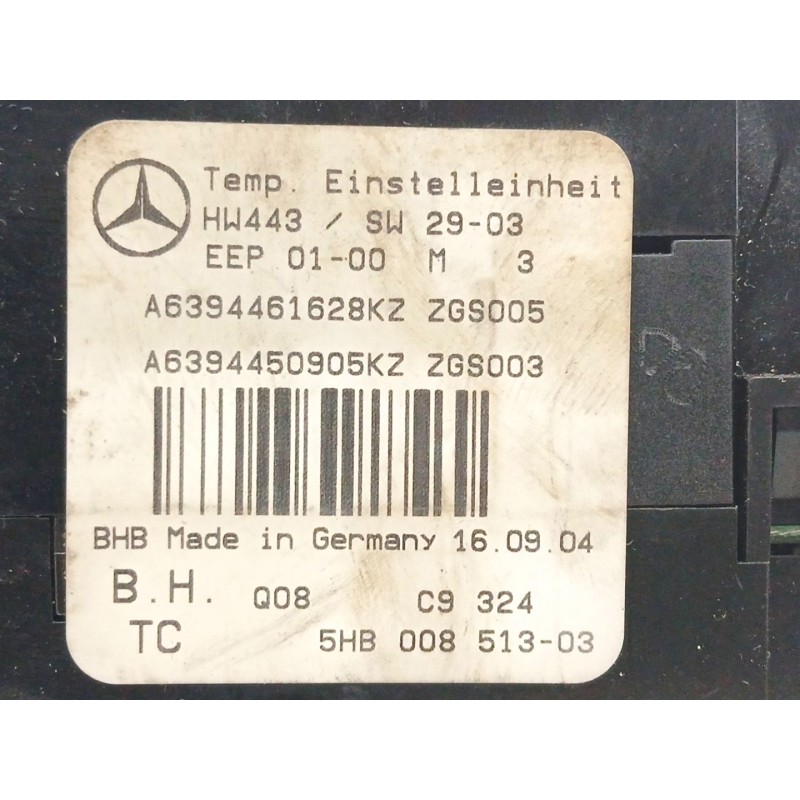 Temp. Einstelleinheit
HW443 / SW 29-03
EEP 01-00 M 3
A6394461628KZ ZGS005
A6394450905KZ ZGS003
BHB Made in Germany 16.09.04
B.H. Q08 C9 324
TC 5HB 008 513-03